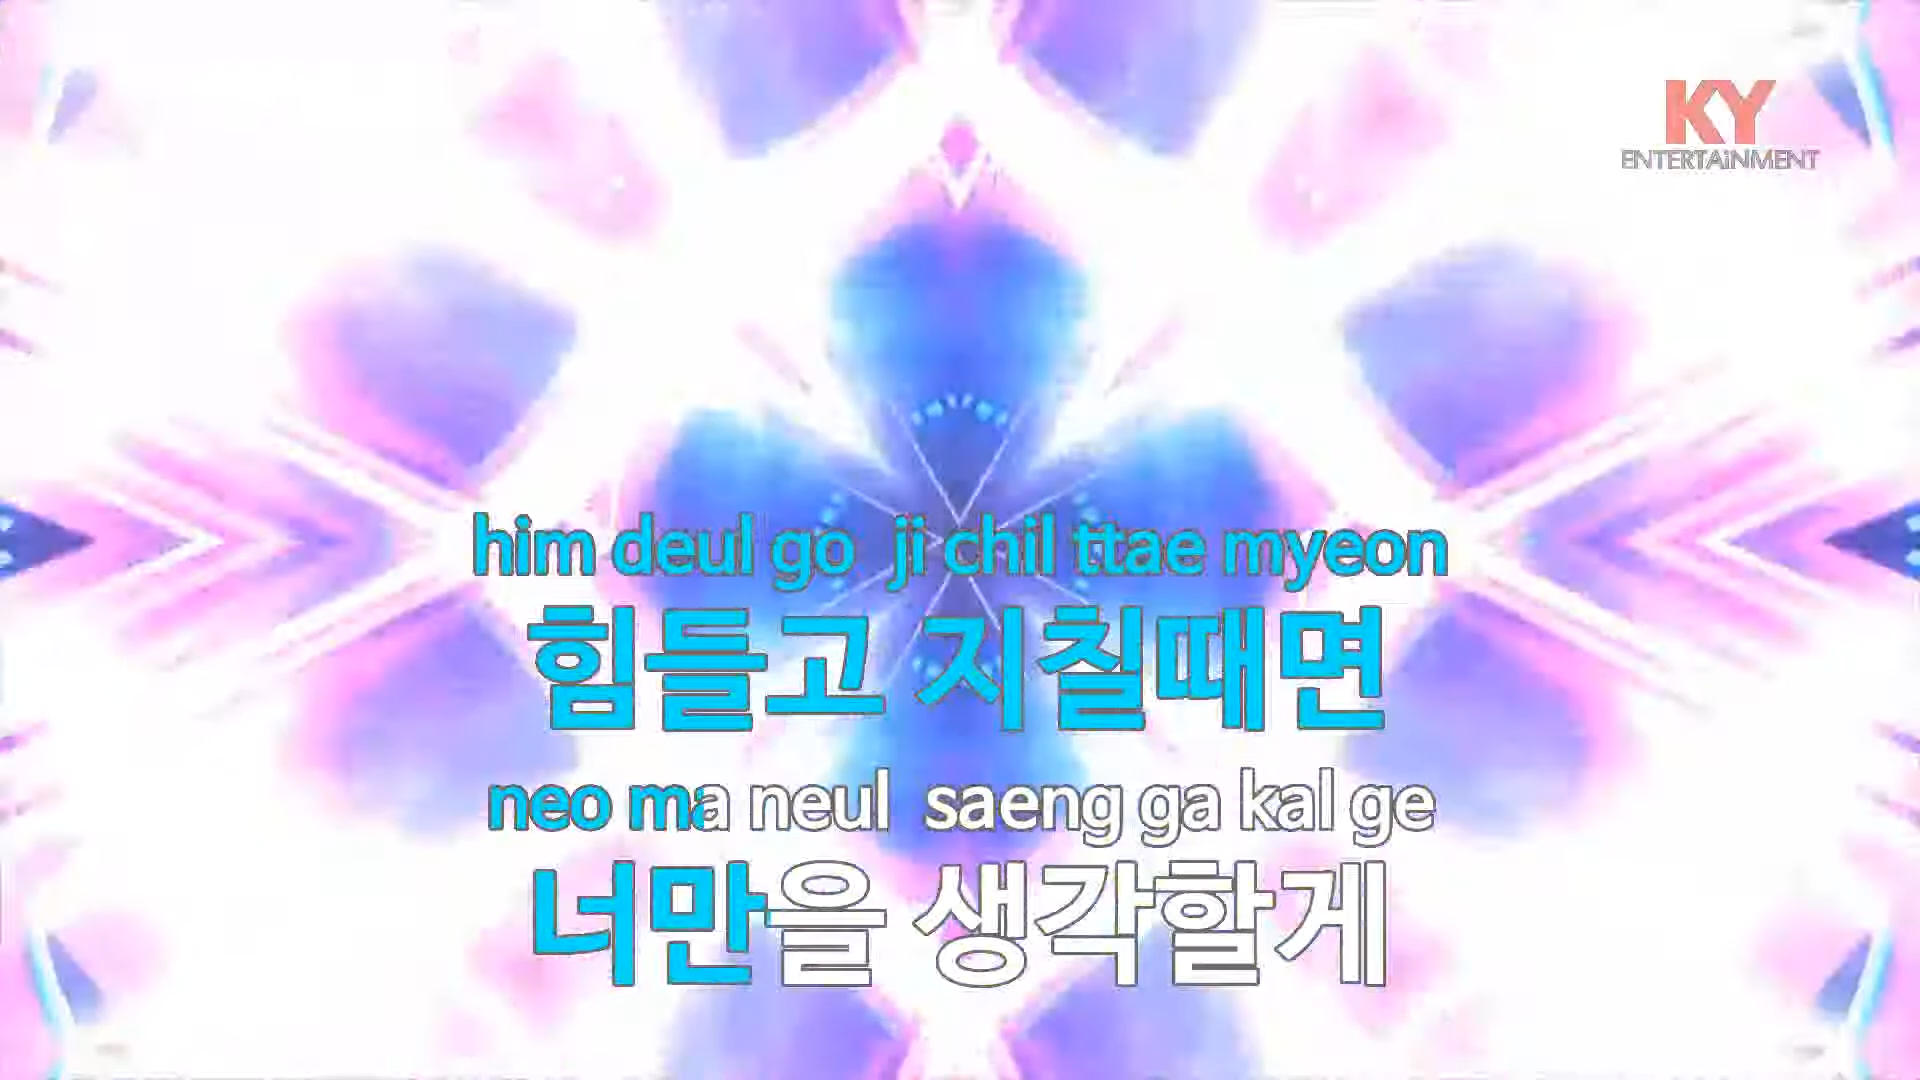 KY
ENTERTAiNMENT
him deul go ji chil ttae myeon
힘들고 지칠때면
neo ma neul saeng ga kal ge
너만을 생각할게